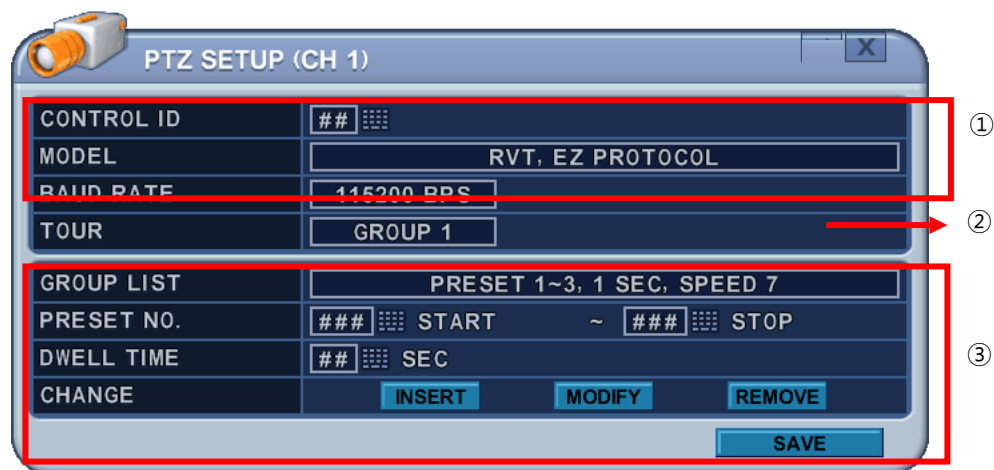 PTZ SETUP (CH 1) X
CONTROL ID ##
①
MODEL RVT, EZ PROTOCOL
BAUD RATE 115200 BPS
TOUR GROUP 1
②
GROUP LIST PRESET 1~3, 1 SEC, SPEED 7
PRESET NO. ### START ~ ### STOP
DWELL TIME ## SEC
③
CHANGE INSERT MODIFY REMOVE
SAVE